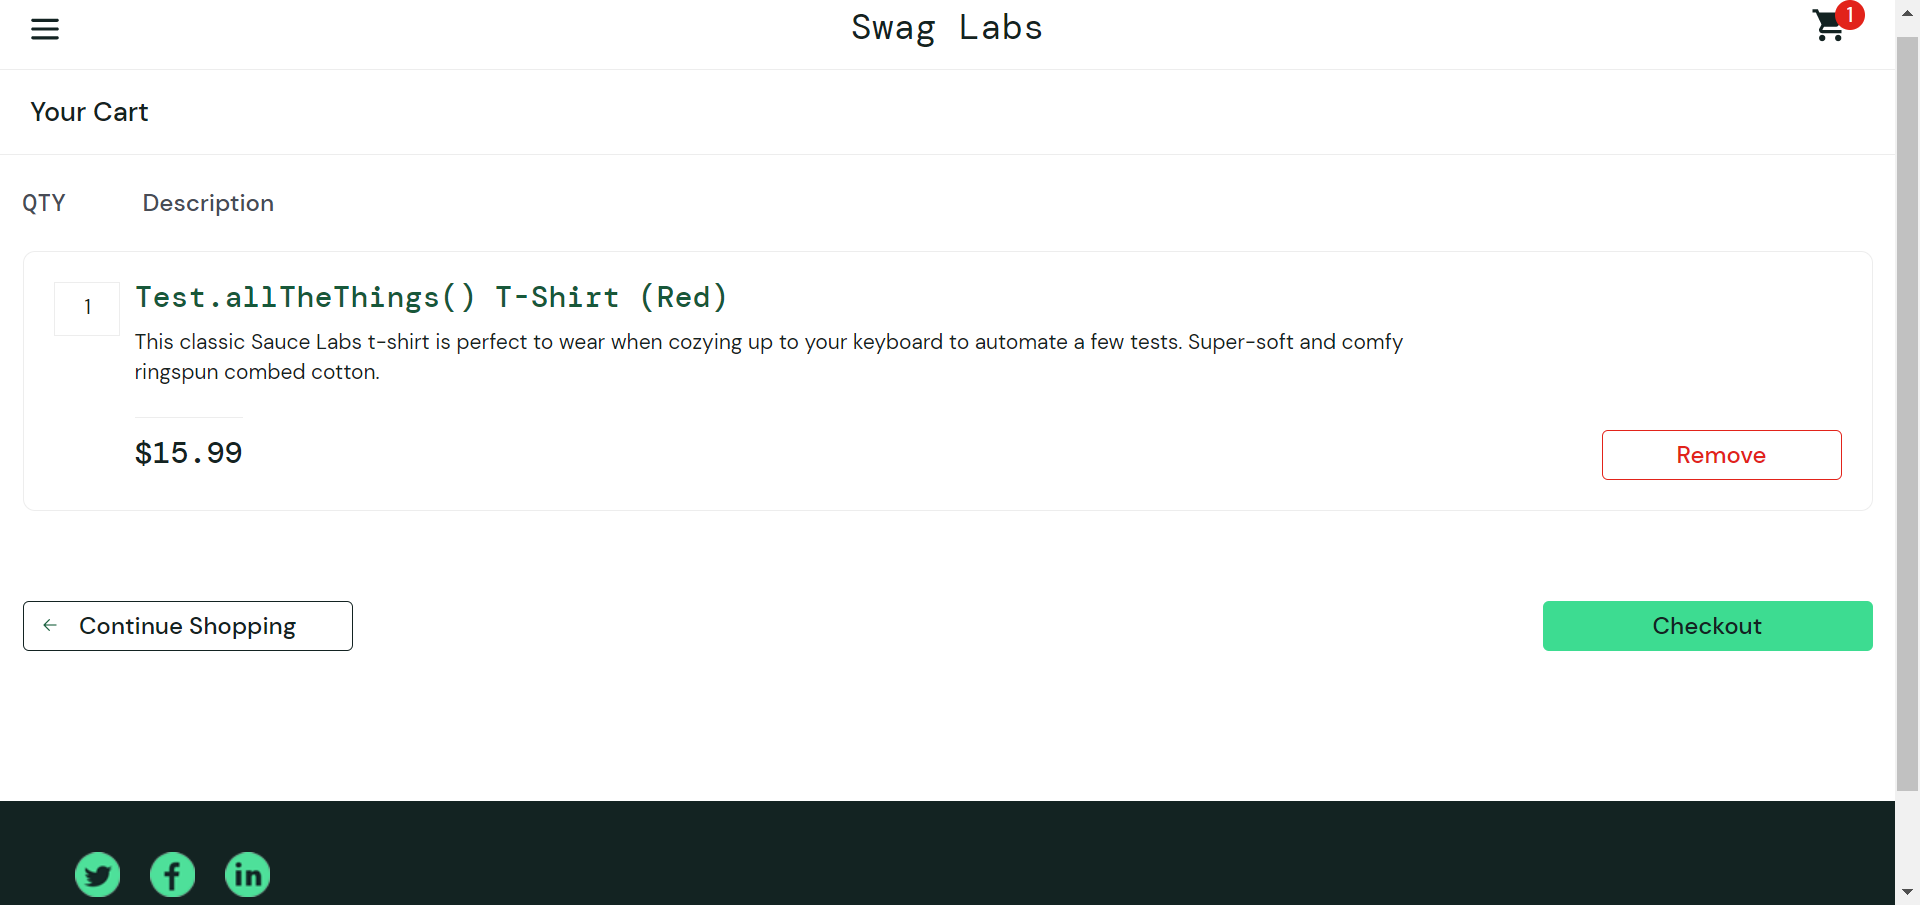 Swag Labs
1
Your Cart
QTY
Description
1
Test.allTheThings() T-Shirt (Red)
This classic Sauce Labs t-shirt is perfect to wear when cozying up to your keyboard to automate a few tests. Super-soft and comfy
ringspun combed cotton.
$15.99
Remove
Continue Shopping
Checkout